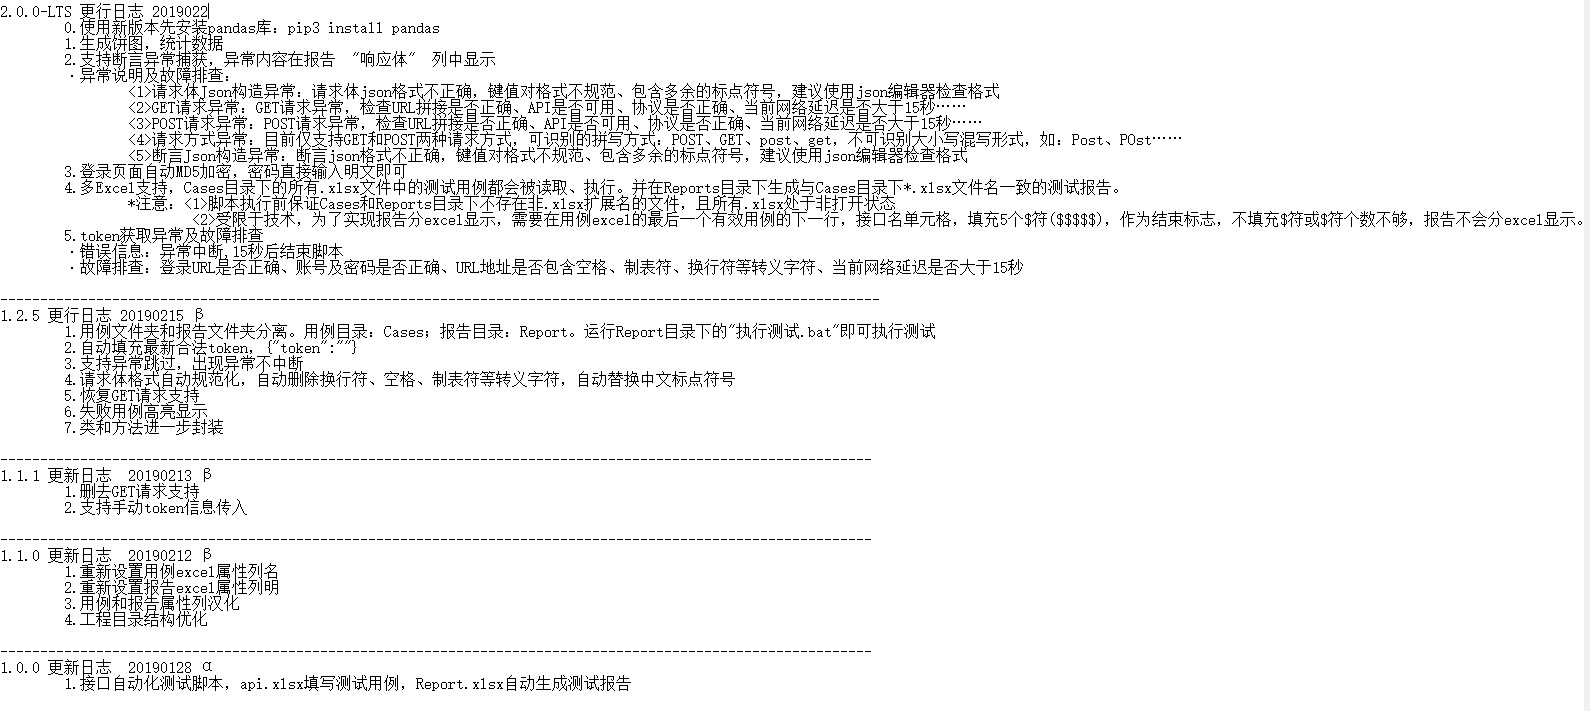 2.0.0-LTS 更行日志 2019022
0.使用新版本先安装pandas库：pip3 install pandas
1.生成饼图，统计数据
2.支持断言异常捕获，异常内容在报告 "响应体" 列中显示
·异常说明及故障排查：
<1>请求体Json构造异常：请求体json格式不正确，键值对格式不规范、包含多余的标点符号，建议使用json编辑器检查格式
<2>GET请求异常：GET请求异常，检查URL拼接是否正确、API是否可用、协议是否正确、当前网络延迟是否大于15秒……
<3>POST请求异常：POST请求异常，检查URL拼接是否正确、API是否可用、协议是否正确、当前网络延迟是否大于15秒……
<4>请求方式异常：目前仅支持GET和POST两种请求方式，可识别的拼写方式：POST、GET、post、get，不可识别大小写混写形式，如：Post、POst……
<5>断言Json构造异常：断言json格式不正确，键值对格式不规范、包含多余的标点符号，建议使用json编辑器检查格式
3.登录页面自动MD5加密，密码直接输入明文即可
4.多Excel支持，Cases目录下的所有.xlsx文件中的测试用例都会被读取、执行。并在Reports目录下生成与Cases目录下*.xlsx文件名一致的测试报告。
*注意：<1>脚本执行前保证Cases和Reports目录下不存在非.xlsx扩展名的文件，且所有.xlsx处于非打开状态
<2>受限于技术，为了实现报告分excel显示，需要在用例excel的最后一个有效用例的下一行，接口名单元格，填充5个$符($$$$$)，作为结束标志，不填充$符或$符个数不够，报告不会分excel显示。
5.token获取异常及故障排查
·错误信息：异常中断,15秒后结束脚本
·故障排查：登录URL是否正确、账号及密码是否正确、URL地址是否包含空格、制表符、换行符等转义字符、当前网络延迟是否大于15秒
--------------------------------------------------------------------------------------------------------------
1.2.5 更行日志 20190215 β
1.用例文件夹和报告文件夹分离。用例目录：Cases；报告目录：Report。运行Report目录下的"执行测试.bat"即可执行测试
2.自动填充最新合法token，{"token":""}
3.支持异常跳过，出现异常不中断
4.请求体格式自动规范化，自动删除换行符、空格、制表符等转义字符，自动替换中文标点符号
5.恢复GET请求支持
6.失败用例高亮显示
7.类和方法进一步封装
-------------------------------------------------------------------------------------------------------------
1.1.1 更新日志 20190213 β
1.删去GET请求支持
2.支持手动token信息传入
-------------------------------------------------------------------------------------------------------------
1.1.0 更新日志 20190212 β
1.重新设置用例excel属性列名
2.重新设置报告excel属性列明
3.用例和报告属性列汉化
4.工程目录结构优化
-------------------------------------------------------------------------------------------------------------
1.0.0 更新日志 20190128 α
1.接口自动化测试脚本，api.xlsx填写测试用例，Report.xlsx自动生成测试报告